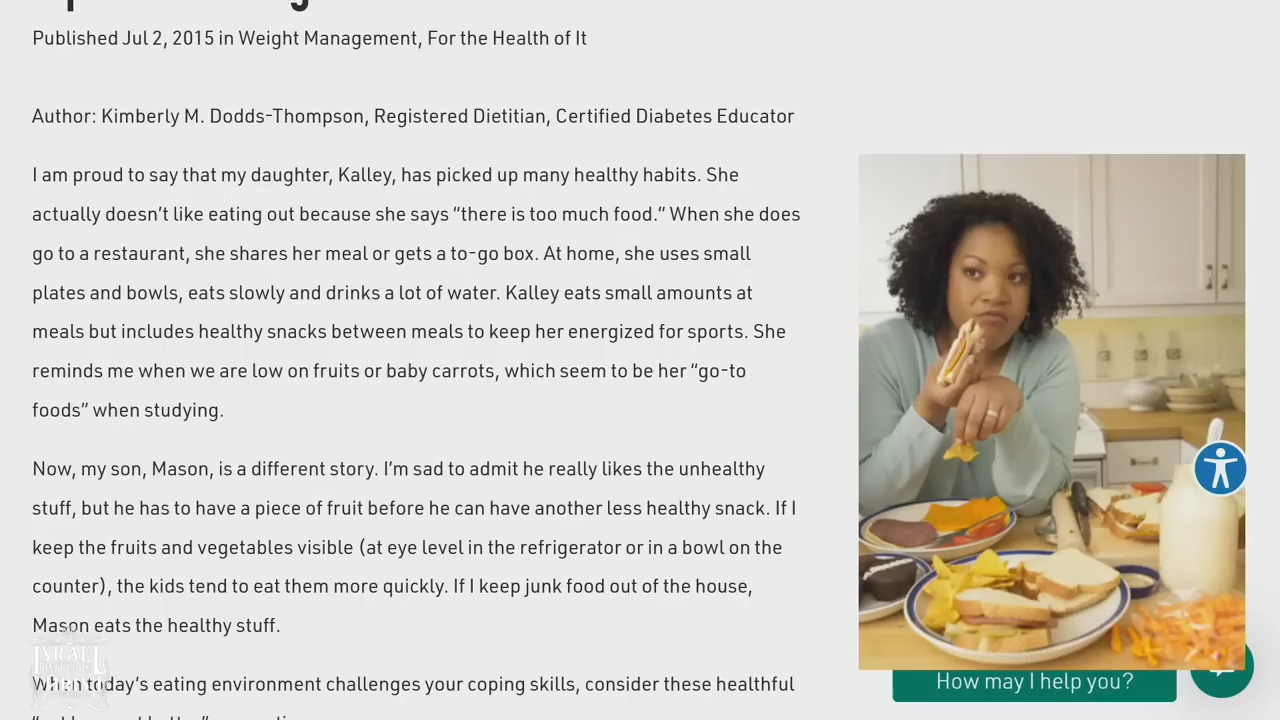 Published Jul 2, 2015 in Weight Management, For the Health of It
Author: Kimberly M. Dodds-Thompson, Registered Dietitian, Certified Diabetes Educator
I am proud to say that my daughter, Kalley, has picked up many healthy habits. She
actually doesn’t like eating out because she says “there is too much food.” When she does
go to a restaurant, she shares her meal or gets a to-go box. At home, she uses small
plates and bowls, eats slowly and drinks a lot of water. Kalley eats small amounts at
meals but includes healthy snacks between meals to keep her energized for sports. She
reminds me when we are low on fruits or baby carrots, which seem to be her “go-to
foods” when studying.
Now, my son, Mason, is a different story. I’m sad to admit he really likes the unhealthy
stuff, but he has to have a piece of fruit before he can have another less healthy snack. If I
keep the fruits and vegetables visible (at eye level in the refrigerator or in a bowl on the
counter), the kids tend to eat them more quickly. If I keep junk food out of the house,
Mason eats the healthy stuff.
ISRAEL
When today’s eating environment challenges your coping skills, consider these healthful
How may I help you?